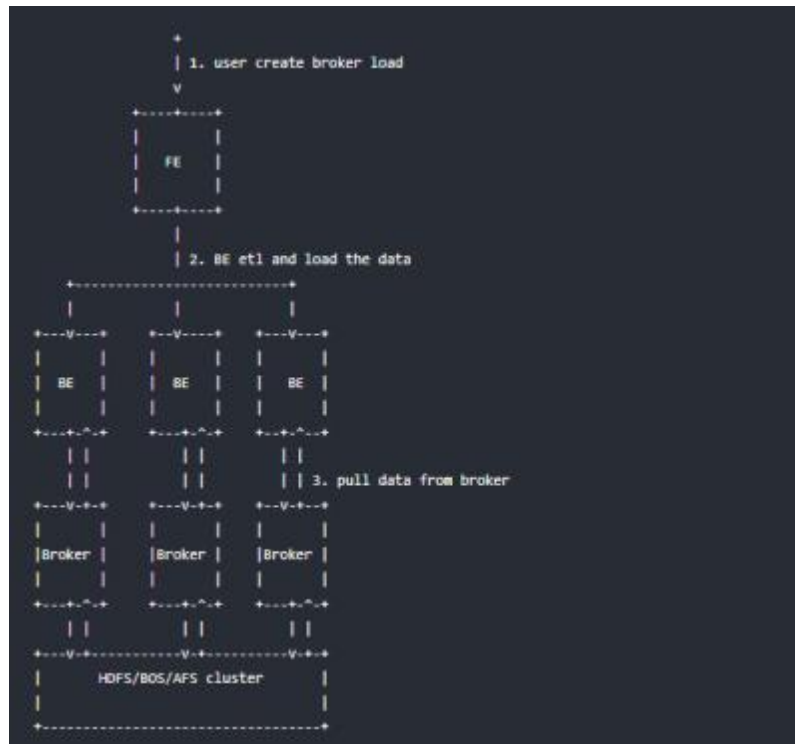 1. user create broker load
FE
2. BE etl and load the data
BE BE BE
3. pull data from broker
Broker Broker Broker
HDFS/BOS/AFS cluster